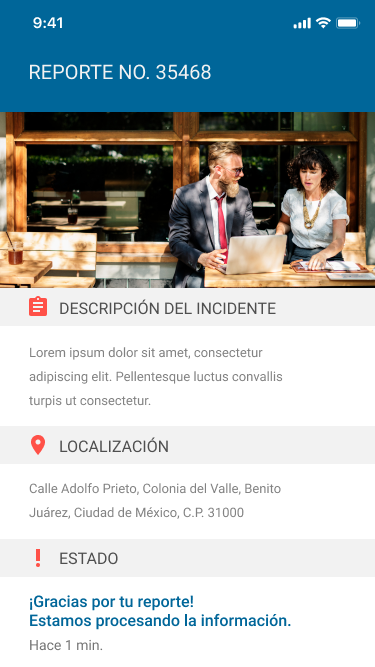 9:41
REPORTE NO. 35468
DESCRIPCIÓN DEL INCIDENTE
Lorem ipsum dolor sit amet, consectetur
adipiscing elit. Pellentesque luctus convallis
turpis ut consectetur.
LOCALIZACIÓN
Calle Adolfo Prieto, Colonia del Valle, Benito
Juárez, Ciudad de México, C.P. 31000
ESTADO
¡Gracias por tu reporte!
Estamos procesando la información.
Hace 1 min.